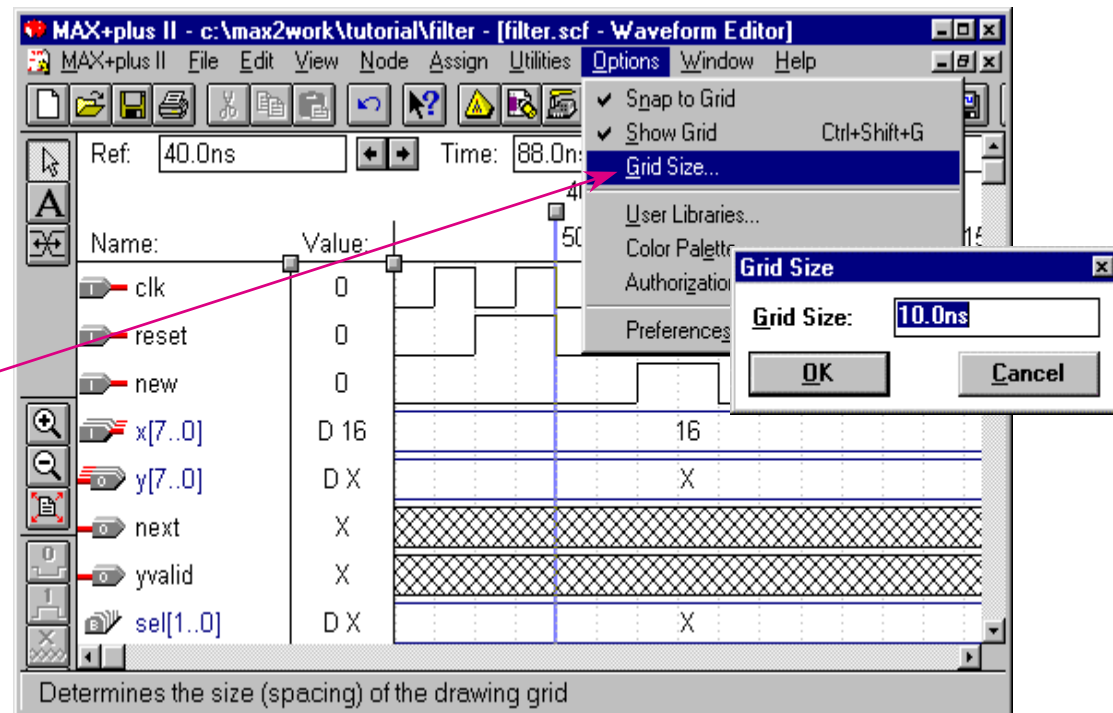 MAX+plus II - c:\max2work\tutorial\filter - [filter.scf - Waveform Editor]
MAX+plus II File Edit View Node Assign Utilities Options Window Help
Snap to Grid
Show Grid Ctrl+Shift+G
Grid Size...
User Libraries...
Preferences
Ref: 40.0ns Time: 88.0n
Name: Value:
Grid Size
Grid Size: 10.0ns
OK Cancel
clk 0
reset 0
new 0
x[7..0] D 16 16
y[7..0] D X X
next X
yvalid X
sel[1..0] D X X
A
0
1
X
Determines the size (spacing) of the drawing grid